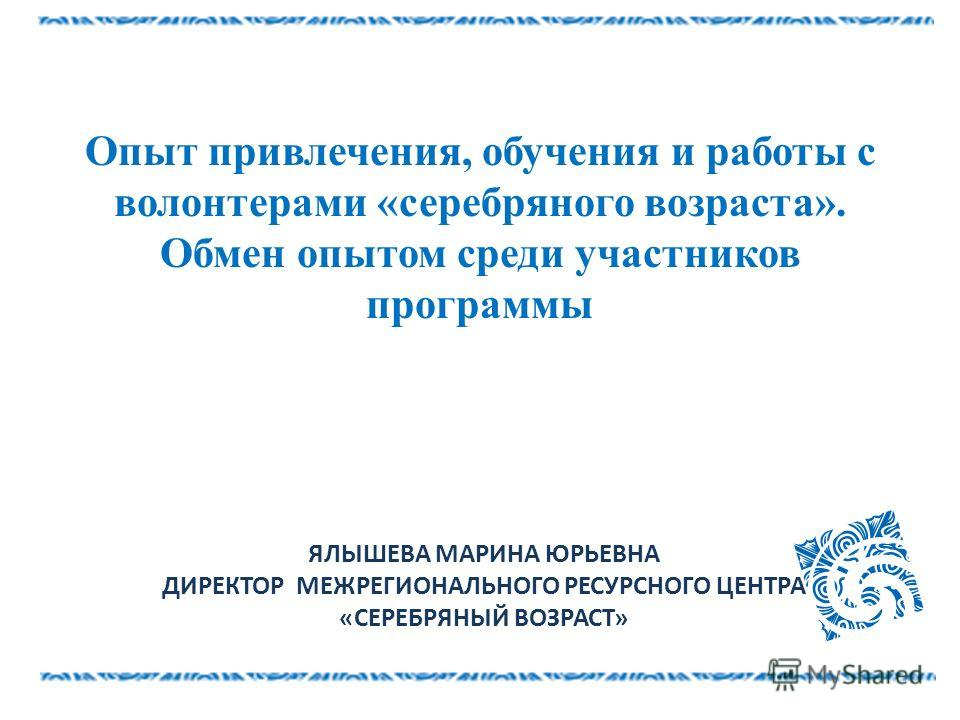 Опыт привлечения, обучения и работы с
волонтерами «серебряного возраста».
Обмен опытом среди участников
программы
ЯЛЫШЕВА МАРИНА ЮРЬЕВНА
ДИРЕКТОР МЕЖРЕГИОНАЛЬНОГО РЕСУРСНОГО ЦЕНТРА
«СЕРЕБРЯНЫЙ ВОЗРАСТ»
MyShared